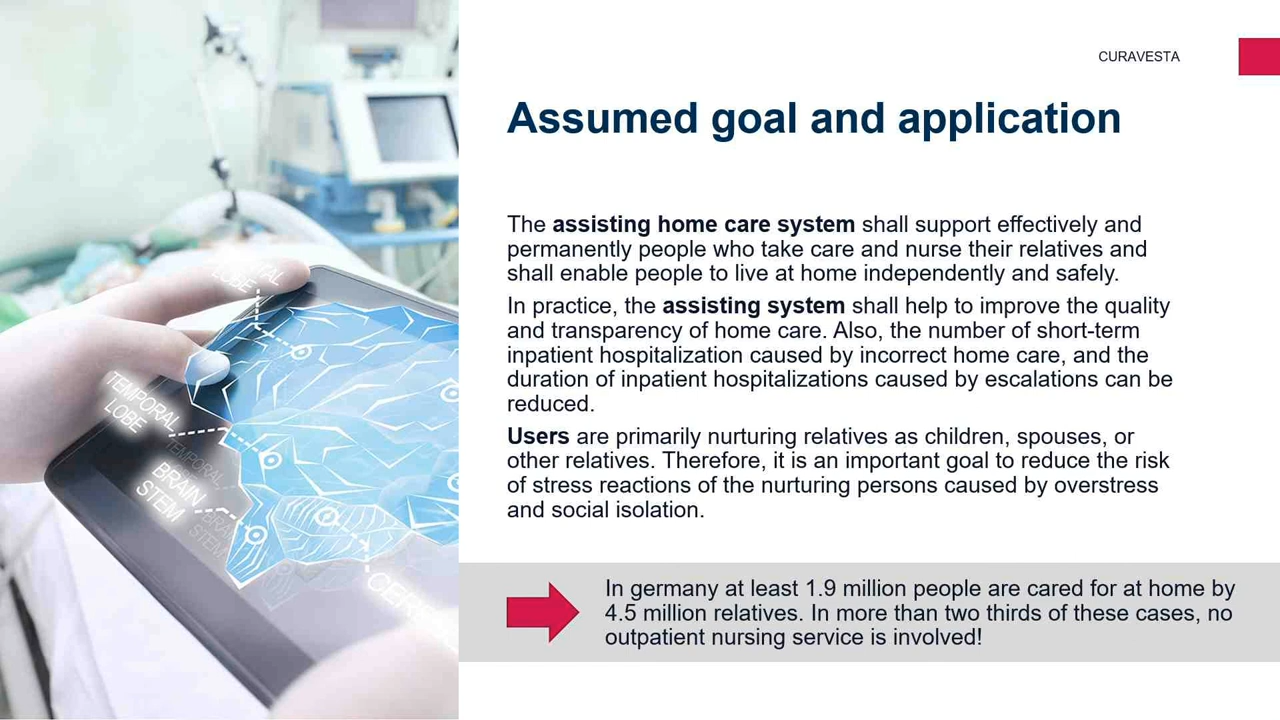 CURAVESTA
Assumed goal and application
The assisting home care system shall support effectively and
permanently people who take care and nurse their relatives and
shall enable people to live at home independently and safely.
In practice, the assisting system shall help to improve the quality
and transparency of home care. Also, the number of short-term
inpatient hospitalization caused by incorrect home care, and the
duration of inpatient hospitalizations caused by escalations can be
reduced.
Users are primarily nurturing relatives as children, spouses, or
other relatives. Therefore, it is an important goal to reduce the risk
of stress reactions of the nurturing persons caused by overstress
and social isolation.
In germany at least 1.9 million people are cared for at home by
4.5 million relatives. In more than two thirds of these cases, no
outpatient nursing service is involved!
LOBE
TEMPORAL
LOBE
TEMPORAL
BRAIN
STEM
STEM